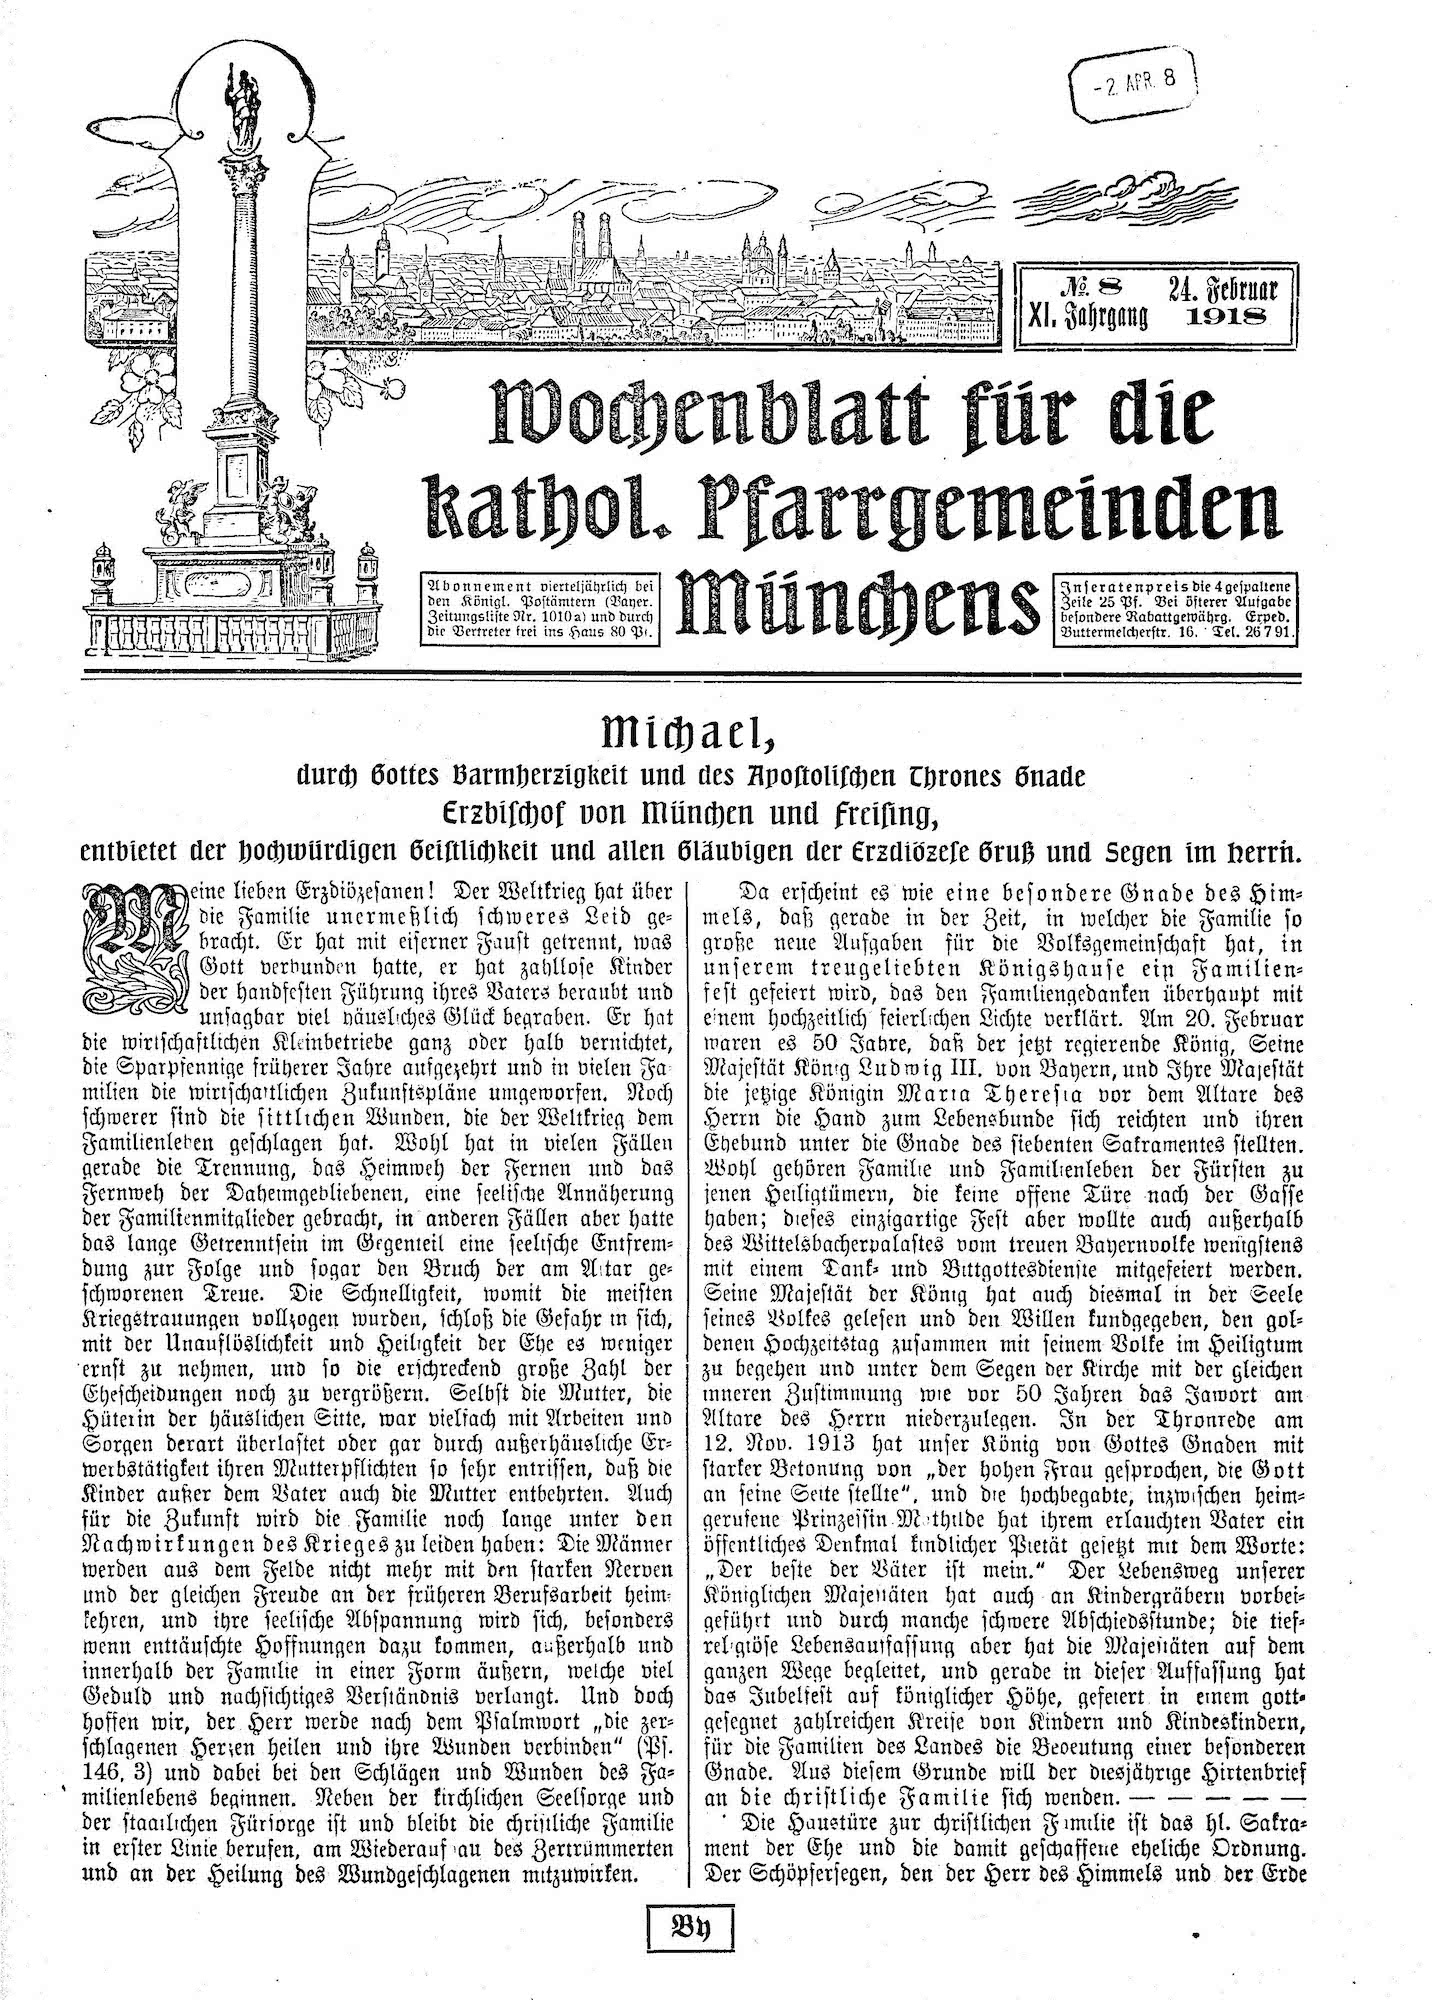 -2. APR. 8
№ 8 24. Februar
XI. Jahrgang 1918
Wochenblatt für die
kathol. Pfarrgemeinden
Münchens
Abonnement vierteljährlich bei
den Königl. Postämtern (Bayer.
Zeitungsliste Nr. 1010a) und durch
die Vertreter frei ins Haus 80 Pf.
Inseratenpreis die 4 gespaltene
Zeile 25 Pf. Bei öfterer Aufgabe
besondere Rabattgewährg. Exped.
Buttermelcherstr. 16. Tel. 26791.
Michael,
durch Gottes Barmherzigkeit und des Apostolischen Thrones Gnade
Erzbischof von München und Freising,
entbietet der hochwürdigen Geistlichkeit und allen Gläubigen der Erzdiözese Gruß und Segen im Herrn.
Meine lieben Erzdiözesanen! Der Weltkrieg hat über
die Familie unermeßlich schweres Leid ge-
bracht. Er hat mit eiserner Faust getrennt, was
Gott verbunden hatte, er hat zahllose Kinder
der handfesten Führung ihres Vaters beraubt und
unsagbar viel häusliches Glück begraben. Er hat
die wirtschaftlichen Kleinbetriebe ganz oder halb vernichtet,
die Sparpfennige früherer Jahre aufgezehrt und in vielen Fa-
milien die wirtschaftlichen Zukunftspläne umgeworfen. Noch
schwerer sind die sittlichen Wunden, die der Weltkrieg dem
Familienleben geschlagen hat. Wohl hat in vielen Fällen
gerade die Trennung, das Heimweh der Fernen und das
Fernweh der Daheimgebliebenen, eine seelische Annäherung
der Familienmitglieder gebracht, in anderen Fällen aber hatte
das lange Getrenntsein im Gegenteil eine seelische Entfrem-
dung zur Folge und sogar den Bruch der am Altar ge-
schworenen Treue. Die Schnelligkeit, womit die meisten
Kriegstrauungen vollzogen wurden, schloß die Gefahr in sich,
mit der Unauflöslichkeit und Heiligkeit der Ehe es weniger
ernst zu nehmen, und so die erschreckend große Zahl der
Ehescheidungen noch zu vergrößern. Selbst die Mutter, die
Hüterin der häuslichen Sitte, war vielfach mit Arbeiten und
Sorgen derart überlastet oder gar durch außerhäusliche Er-
werbstätigkeit ihren Mutterpflichten so sehr entrissen, daß die
Kinder außer dem Vater auch die Mutter entbehrten. Auch
für die Zukunft wird die Familie noch lange unter den
Nachwirkungen des Krieges zu leiden haben: Die Männer
werden aus dem Felde nicht mehr mit den starken Nerven
und der gleichen Freude an der früheren Berufsarbeit heim-
kehren, und ihre seelische Abspannung wird sich, besonders
wenn enttäuschte Hoffnungen dazu kommen, außerhalb und
innerhalb der Familie in einer Form äußern, welche viel
Geduld und nachsichtiges Verständnis verlangt. Und doch
hoffen wir, der Herr werde nach dem Psalmwort „die zer-
schlagenen Herzen heilen und ihre Wunden verbinden“ (Ps.
146, 3) und dabei bei den Schlägen und Wunden des Fa-
milienlebens beginnen. Neben der kirchlichen Seelsorge und
der staatlichen Fürsorge ist und bleibt die christliche Familie
in erster Linie berufen, am Wiederaufbau des Zertrümmerten
und an der Heilung des Wundgeschlagenen mitzuwirken.
Da erscheint es wie eine besondere Gnade des Him-
mels, daß gerade in der Zeit, in welcher die Familie so
große neue Aufgaben für die Volksgemeinschaft hat, in
unserem treugeliebten Königshause ein Familien-
fest gefeiert wird, das den Familiengedanken überhaupt mit
einem hochzeitlich feierlichen Lichte verklärt. Am 20. Februar
waren es 50 Jahre, daß der jetzt regierende König, Seine
Majestät König Ludwig III. von Bayern, und Ihre Majestät
die jetzige Königin Maria Theresia vor dem Altare des
Herrn die Hand zum Lebensbunde sich reichten und ihren
Ehebund unter die Gnade des siebenten Sakramentes stellten.
Wohl gehören Familie und Familienleben der Fürsten zu
jenen Heiligtümern, die keine offene Türe nach der Gasse
haben; dieses einzigartige Fest aber wollte auch außerhalb
des Wittelsbacherpalastes vom treuen Bayernvolke wenigstens
mit einem Dank- und Bittgottesdienste mitgefeiert werden.
Seine Majestät der König hat auch diesmal in der Seele
seines Volkes gelesen und den Willen kundgegeben, den gol-
denen Hochzeitstag zusammen mit seinem Volke im Heiligtum
zu begehen und unter dem Segen der Kirche mit der gleichen
inneren Zustimmung wie vor 50 Jahren das Jawort am
Altare des Herrn niederzulegen. In der Thronrede am
12. Nov. 1913 hat unser König von Gottes Gnaden mit
starker Betonung von „der hohen Frau gesprochen, die Gott
an seine Seite stellte“, und die hochbegabte, inzwischen heim-
gerufene Prinzessin Mathilde hat ihrem erlauchten Vater ein
öffentliches Denkmal kindlicher Pietät gesetzt mit dem Worte:
„Der beste der Väter ist mein.“ Der Lebensweg unserer
Königlichen Majestäten hat auch an Kindergräbern vorbei-
geführt und durch manche schwere Abschiedsstunde; die tief-
religiöse Lebensauffassung aber hat die Majestäten auf dem
ganzen Wege begleitet, und gerade in dieser Auffassung hat
das Jubelfest auf königlicher Höhe, gefeiert in einem gott-
gesegnet zahlreichen Kreise von Kindern und Kindeskindern,
für die Familien des Landes die Bedeutung einer besonderen
Gnade. Aus diesem Grunde will der diesjährige Hirtenbrief
an die christliche Familie sich wenden. — — — — —
Die Haustüre zur christlichen Familie ist das hl. Sakra-
ment der Ehe und die damit geschaffene eheliche Ordnung.
Der Schöpfersegen, den der Herr des Himmels und der Erde
By